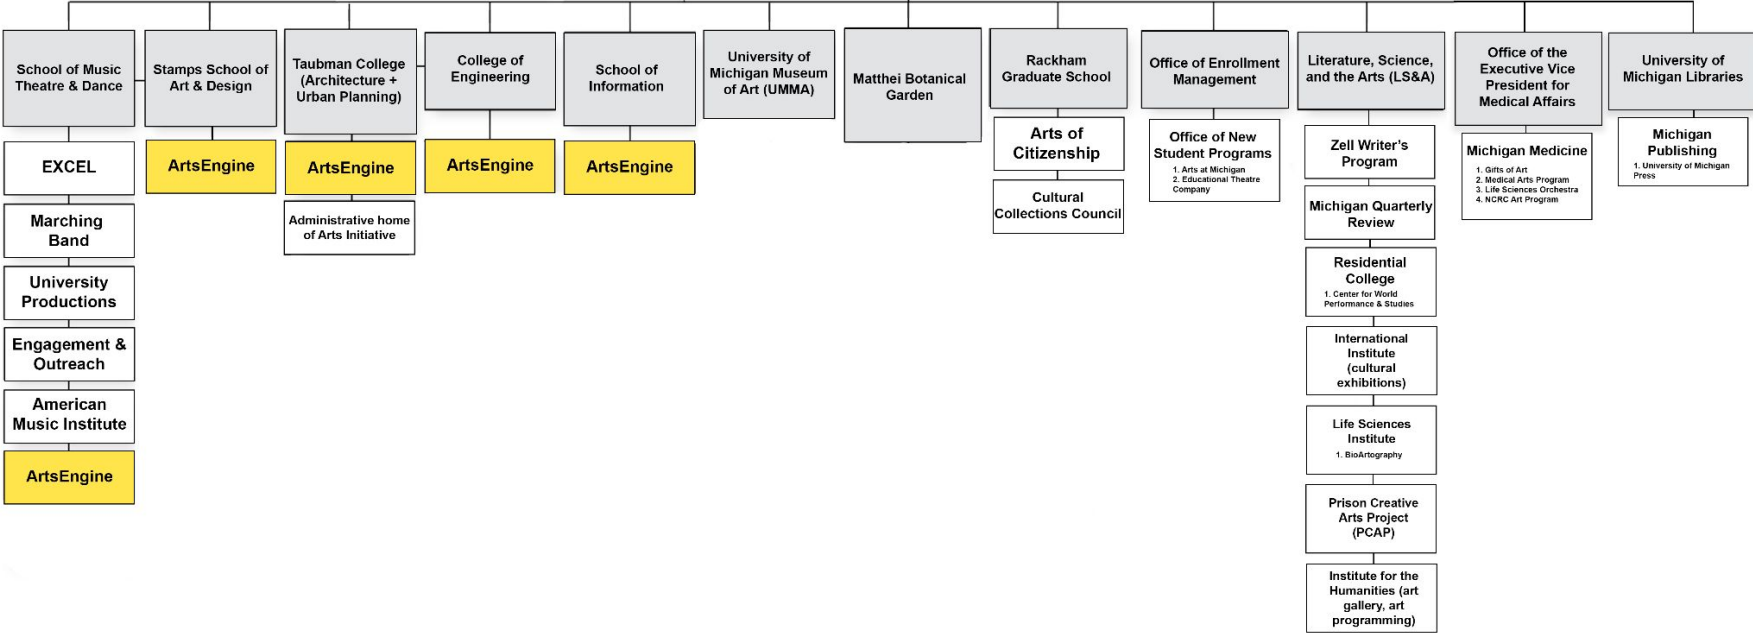 School of Music
Theatre & Dance
EXCEL
Marching
Band
University
Productions
Engagement &
Outreach
American
Music Institute
ArtsEngine
Stamps School of
Art & Design
ArtsEngine
Taubman College
(Architecture +
Urban Planning)
ArtsEngine
Administrative home
of Arts Initiative
College of
Engineering
ArtsEngine
School of
Information
ArtsEngine
University of
Michigan Museum
of Art (UMMA)
Matthei Botanical
Garden
Rackham
Graduate School
Arts of
Citizenship
Cultural
Collections Council
Office of Enrollment
Management
Office of New
Student Programs
1. Arts at Michigan
2. Educational Theatre
Company
Literature, Science,
and the Arts (LS&A)
Zell Writer's
Program
Michigan Quarterly
Review
Residential
College
1. Center for World
Performance & Studies
International
Institute
(cultural
exhibitions)
Life Sciences
Institute
1. BioArtography
Prison Creative
Arts Project
(PCAP)
Institute for the
Humanities (art
gallery, art
programming)
Office of the
Executive Vice
President for
Medical Affairs
Michigan Medicine
1. Gifts of Art
2. Medical Arts Program
3. Life Sciences Orchestra
4. NCRC Art Program
University of
Michigan Libraries
Michigan
Publishing
1. University of Michigan
Press